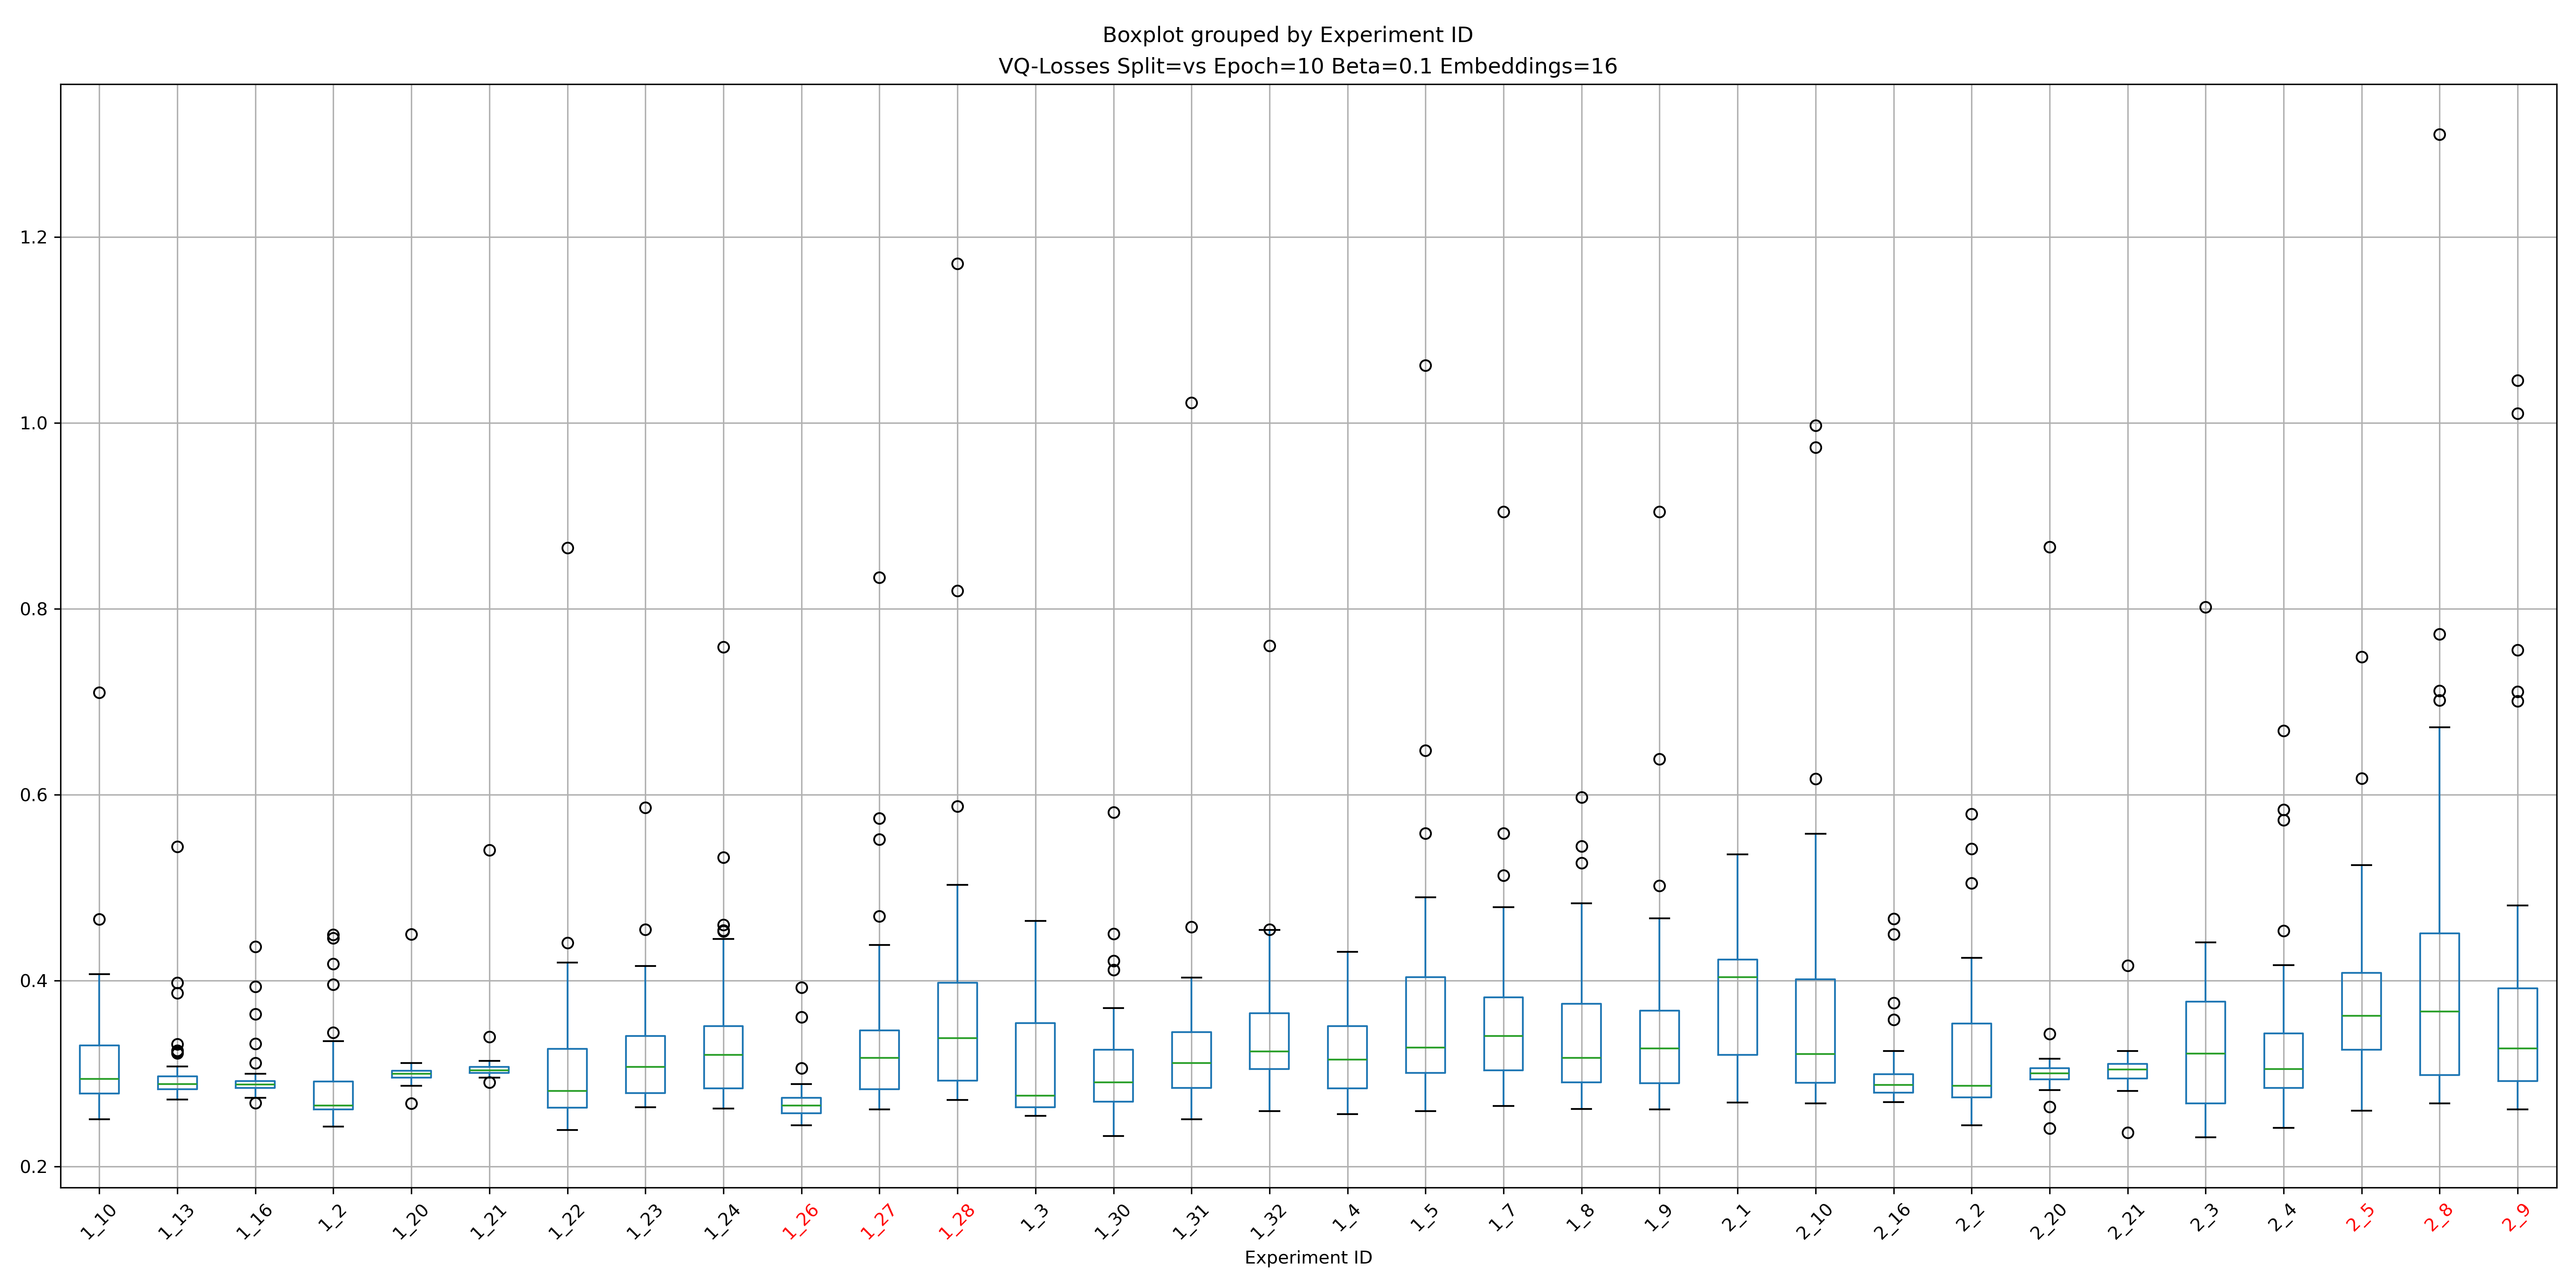 Boxplot grouped by Experiment ID
VQ-Losses Split=vs Epoch=10 Beta=0.1 Embeddings=16
1.2
1.0
0.8
0.6
0.4
0.2
1_10 1_13 1_16 1_2 1_20 1_21 1_22 1_23 1_24 1_26 1_27 1_28 1_3 1_30 1_31 1_32 1_4 1_5 1_7 1_8 1_9 2_1 2_10 2_16 2_2 2_20 2_21 2_3 2_4 2_5 2_8 2_9
Experiment ID